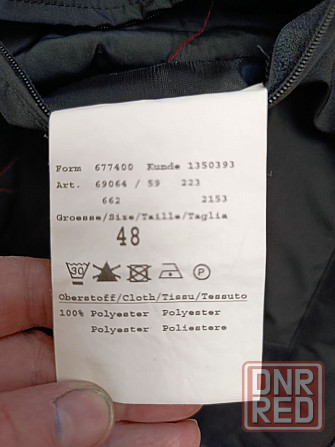 Form 677400 Kunde 1350393
Art. 69064 / 59 223
662 2153
Groesse/Size/Taille/Taglia
48
30 P
Oberstoff/Cloth/Tissu/Tessuto
100% Polyester Polyester
Polyester Poliestere
DNR
RED